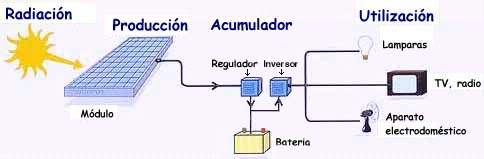 Radiación
Producción
Acumulador
Utilización
Regulador
Inversor
Lamparas
TV, radio
Módulo
Bateria
Aparato
electrodoméstico